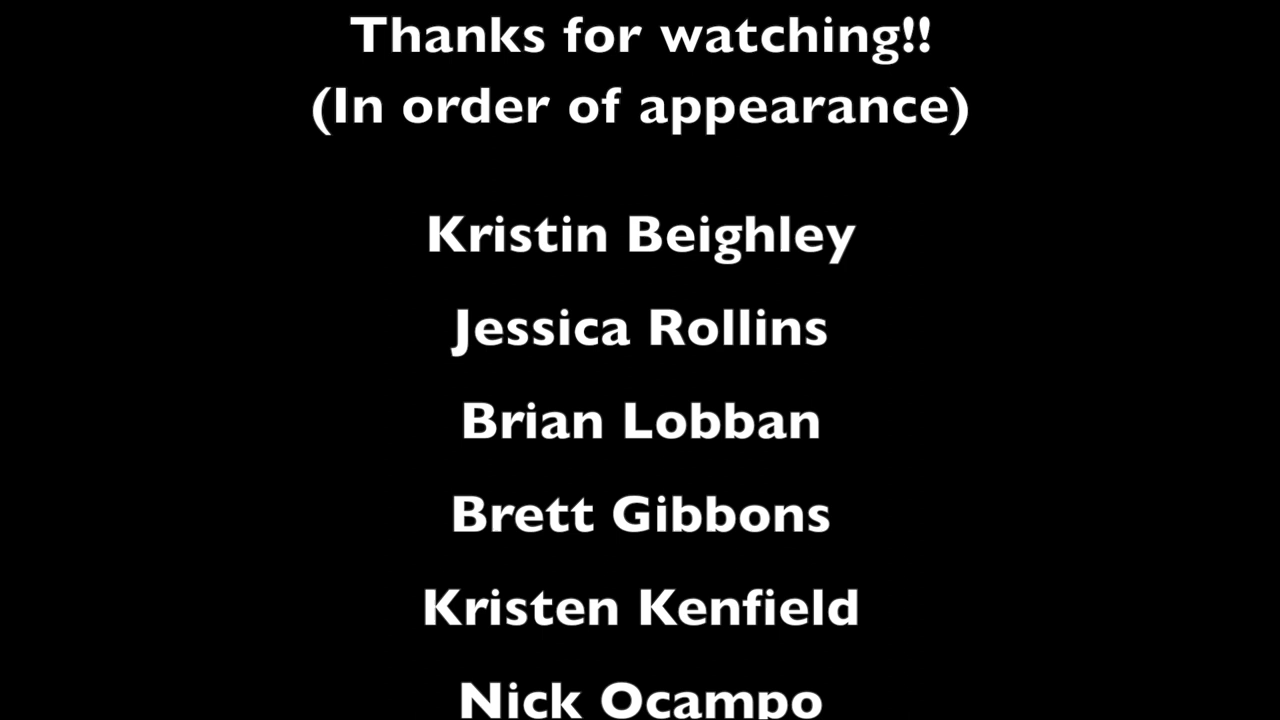 Thanks for watching!!
(In order of appearance)
Kristin Beighley
Jessica Rollins
Brian Lobban
Brett Gibbons
Kristen Kenfield
Nick Ocampo